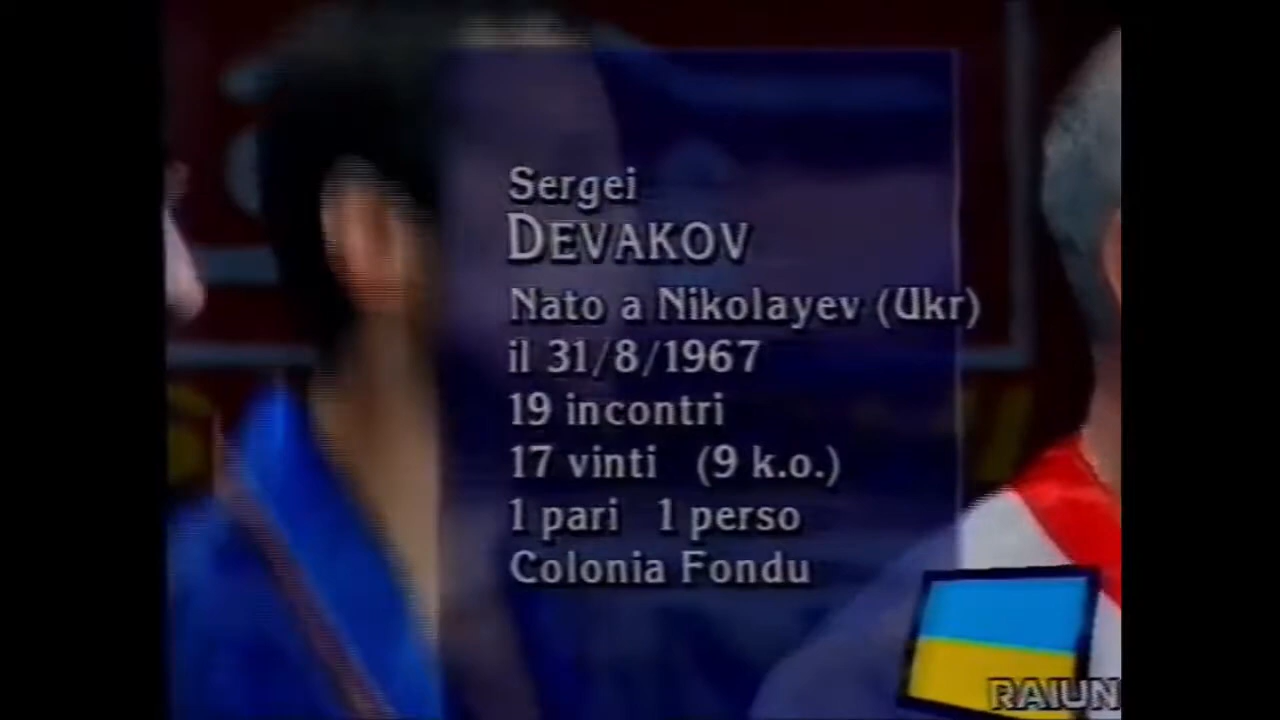 Sergei
DEVAKOV
Nato a Nikolayev (Ukr)
il 31/8/1967
19 incontri
17 vinti (9 k.o.)
1 pari 1 perso
Colonia Fondu
RAIUN